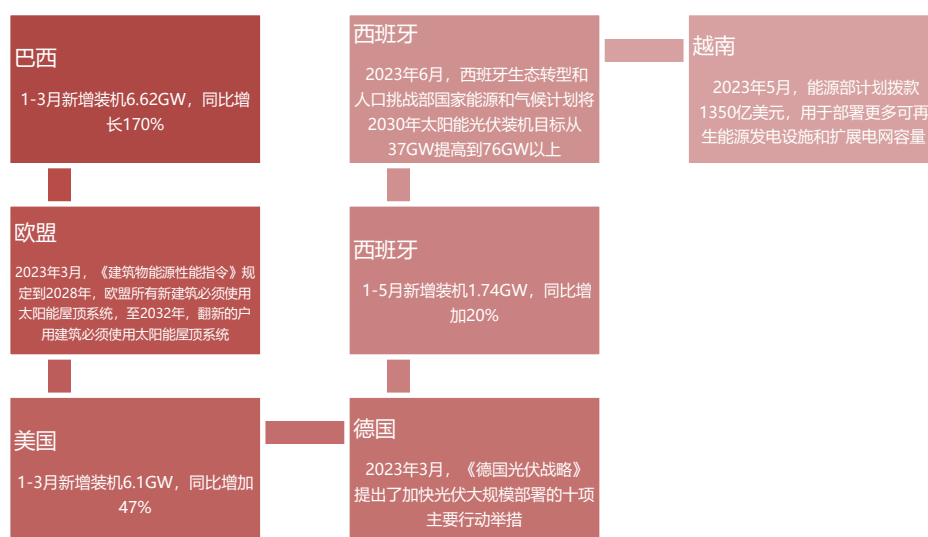 巴西
1-3月新增装机6.62GW，同比增
长170%
欧盟
2023年3月，《建筑物能源性能指令》规
定到2028年，欧盟所有新建筑必须使用
太阳能屋顶系统，至2032年，翻新的户
用建筑必须使用太阳能屋顶系统
美国
1-3月新增装机6.1GW，同比增加
47%
德国
2023年3月，《德国光伏战略》
提出了加快光伏大规模部署的十项
主要行动举措
西班牙
1-5月新增装机1.74GW，同比增
加20%
西班牙
2023年6月，西班牙生态转型和
人口挑战部国家能源和气候计划将
2030年太阳能光伏装机目标从
37GW提高到76GW以上
越南
2023年5月，能源部计划拨款
1350亿美元，用于部署更多可再
生能源发电设施和扩展电网容量